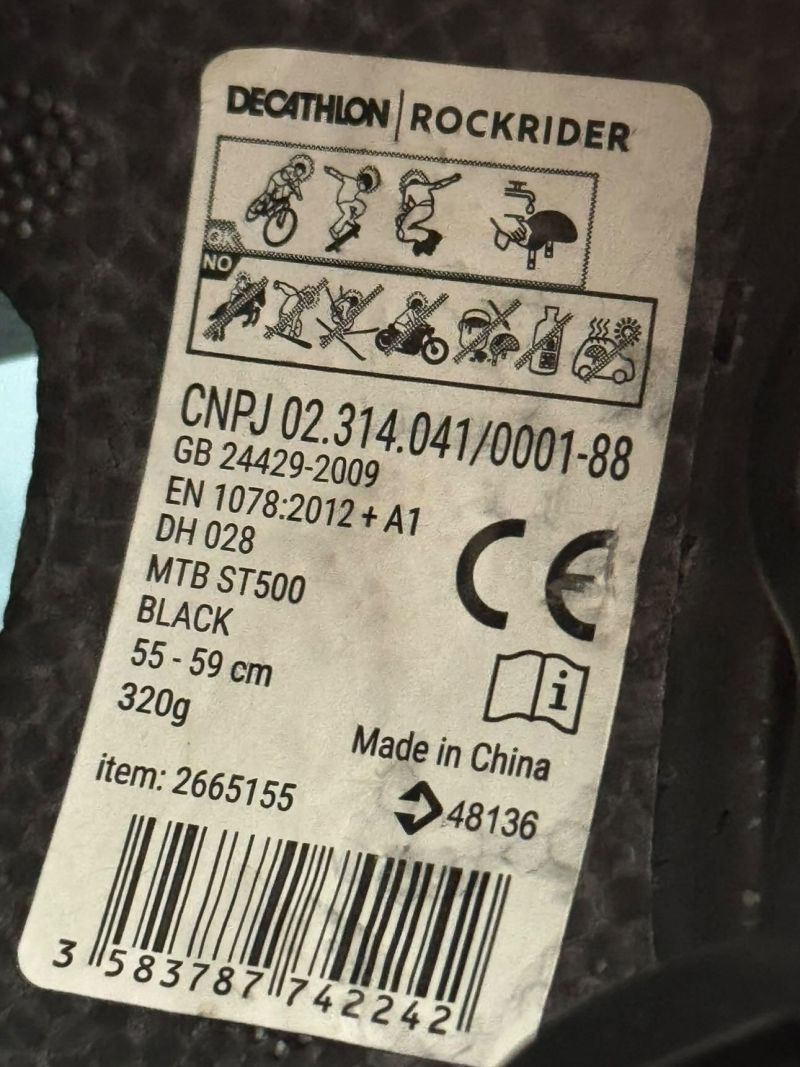 DECATHLON | ROCKRIDER
OK
NO
CNPJ 02.314.041/0001-88
GB 24429-2009
EN 1078:2012 + A1
DH 028
MTB ST500
BLACK
55 - 59 cm
320g
CE
i
Made in China
item: 2665155
48136
3 583787 742242